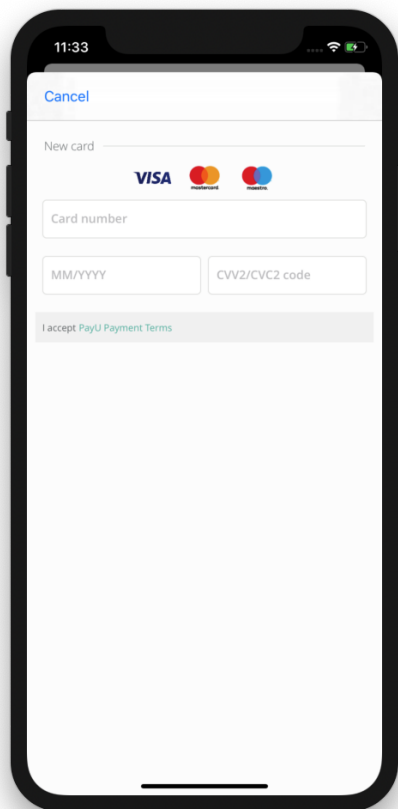 11:33
Cancel
New card
VISA mastercard maestro
Card number
MM/YYYY CVV2/CVC2 code
I accept PayU Payment Terms